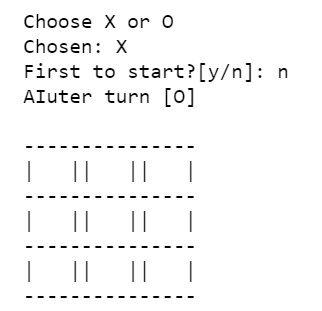 Choose X or O
Chosen: X
First to start?[y/n]: n
AIuter turn [O]

---------------
|   ||   ||   |
---------------
|   ||   ||   |
---------------
|   ||   ||   |
---------------